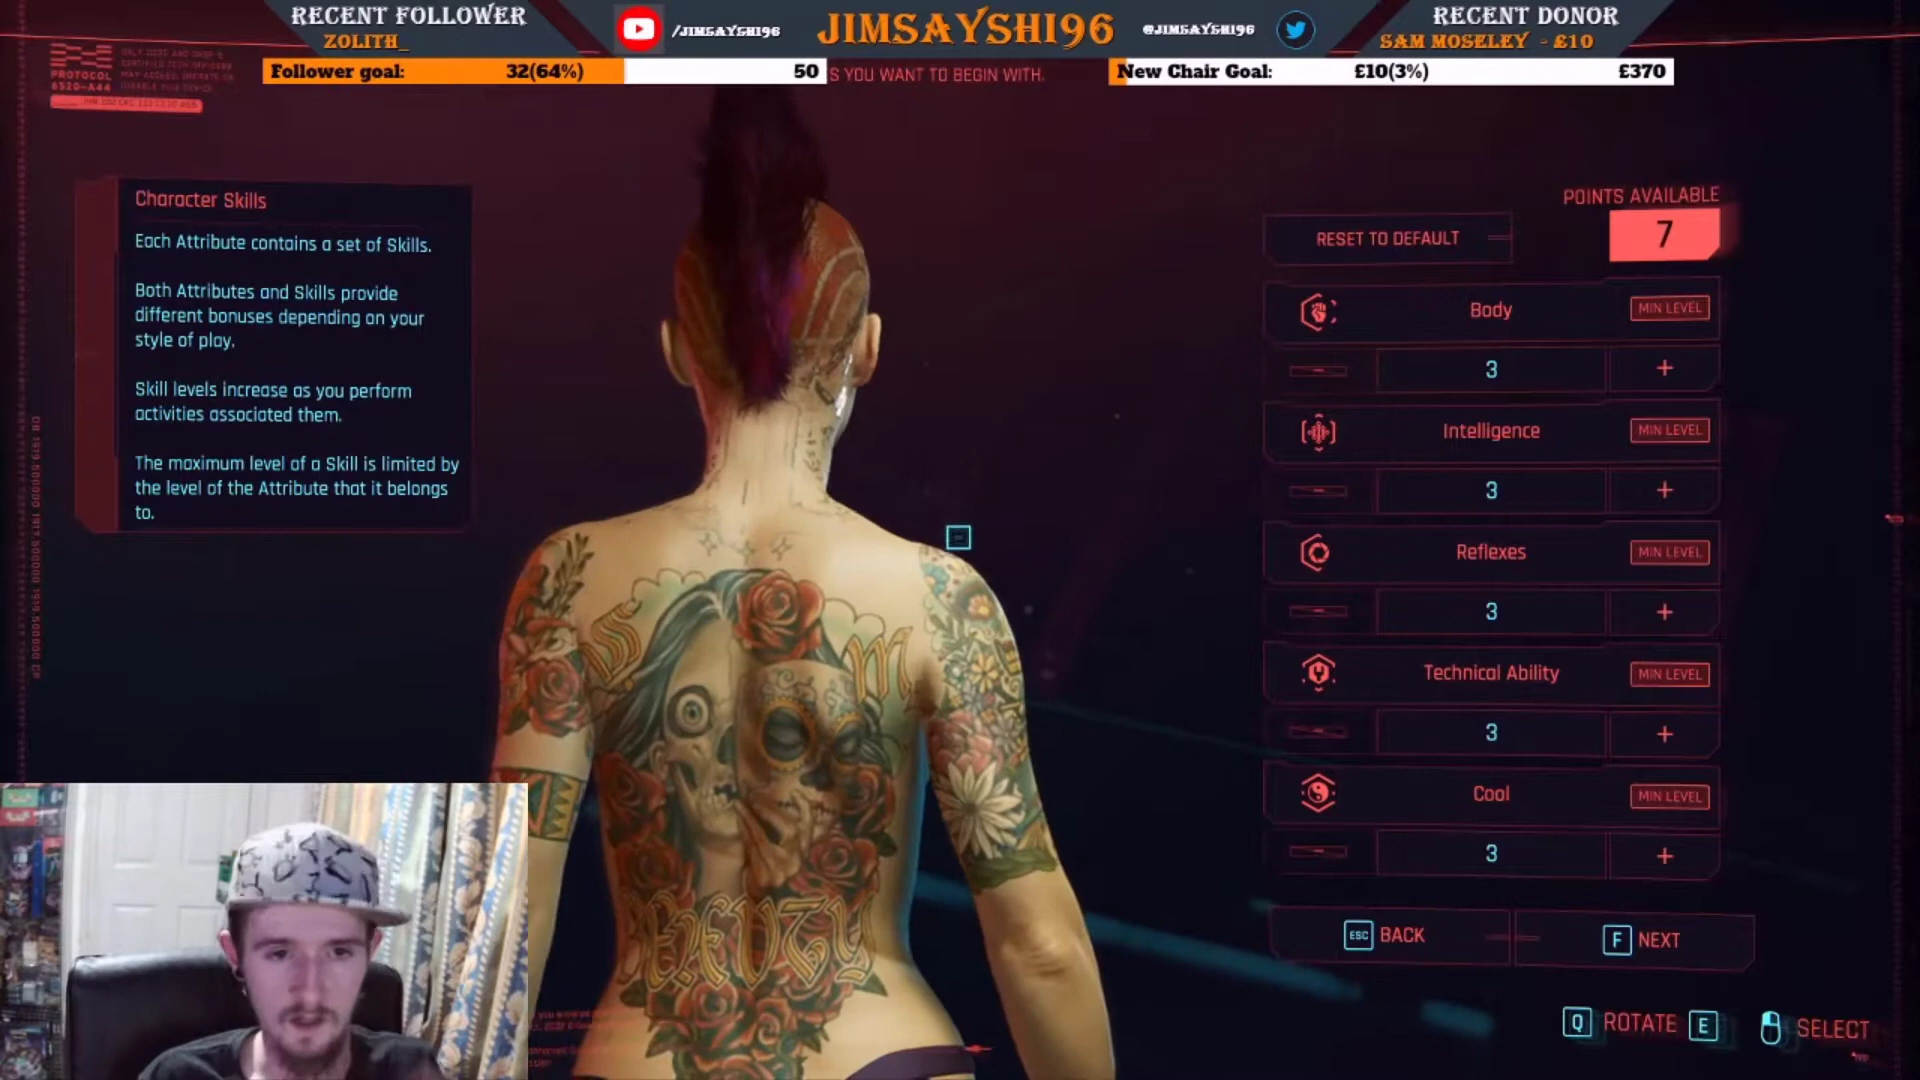 RECENT FOLLOWER
ZOLITH_
/JIMSAYSHI96
JIMSAYSHI96
@JIMSAYSHI96
RECENT DONOR
SAM MOSELEY - £10
Follower goal: 32(64%) 50
S YOU WANT TO BEGIN WITH.
New Chair Goal: £10(3%) £370
PROTOCOL
6520-A44
Character Skills
Each Attribute contains a set of Skills.
Both Attributes and Skills provide
different bonuses depending on your
style of play.
Skill levels increase as you perform
activities associated them.
The maximum level of a Skill is limited by
the level of the Attribute that it belongs
to.
POINTS AVAILABLE
RESET TO DEFAULT
7
Body
MIN LEVEL
3 +
Intelligence
MIN LEVEL
3 +
Reflexes
MIN LEVEL
3 +
Technical Ability
MIN LEVEL
3 +
Cool
MIN LEVEL
3 +
ESC BACK
F NEXT
Q ROTATE E
SELECT
S M
BEAUTY